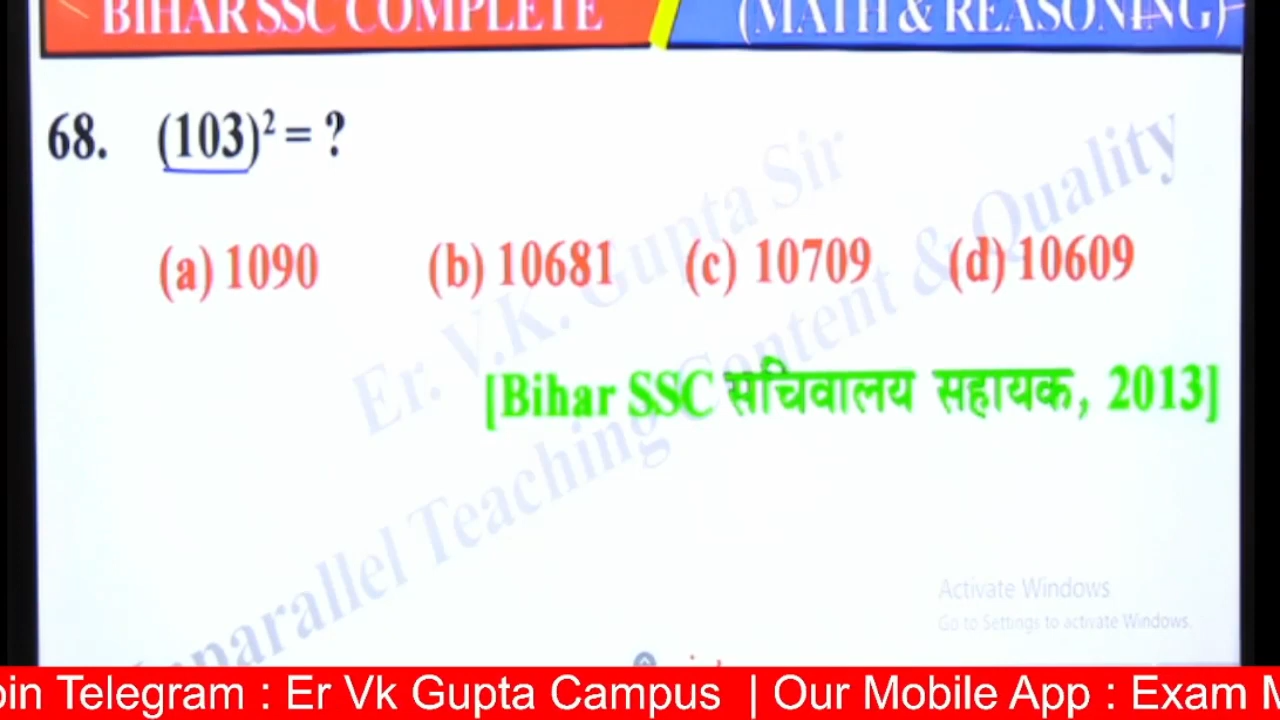 BIHAR SSC COMPLETE (MATH & REASONING)
68. (103)² = ?
(a) 1090 (b) 10681 (c) 10709 (d) 10609
[Bihar SSC सचिवालय सहायक, 2013]
Er. V.K. Gupta Sir
Teaching Content & Quality
Activate Windows
Go to Settings to activate Windows.
Telegram : Er Vk Gupta Campus | Our Mobile App : Exam